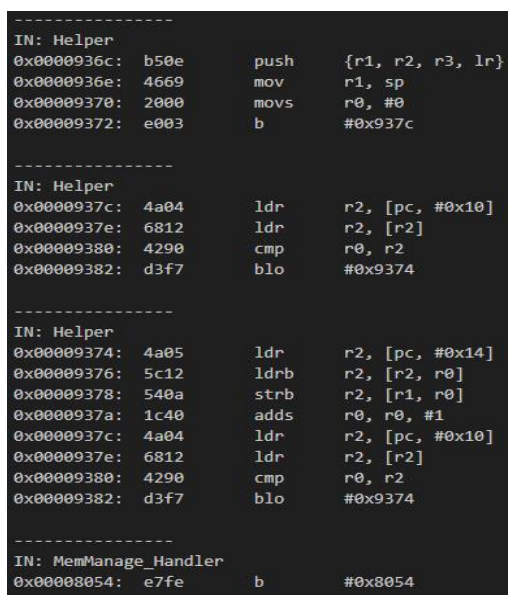 ----------------
IN: Helper
0x0000936c:  b50e       push     {r1, r2, r3, lr}
0x0000936e:  4669       mov      r1, sp
0x00009370:  2000       movs     r0, #0
0x00009372:  e003       b        #0x937c
----------------
IN: Helper
0x0000937c:  4a04       ldr      r2, [pc, #0x10]
0x0000937e:  6812       ldr      r2, [r2]
0x00009380:  4290       cmp      r0, r2
0x00009382:  d3f7       blo      #0x9374
----------------
IN: Helper
0x00009374:  4a05       ldr      r2, [pc, #0x14]
0x00009376:  5c12       ldrb     r2, [r2, r0]
0x00009378:  540a       strb     r2, [r1, r0]
0x0000937a:  1c40       adds     r0, r0, #1
0x0000937c:  4a04       ldr      r2, [pc, #0x10]
0x0000937e:  6812       ldr      r2, [r2]
0x00009380:  4290       cmp      r0, r2
0x00009382:  d3f7       blo      #0x9374
----------------
IN: MemManage_Handler
0x00008054:  e7fe       b        #0x8054